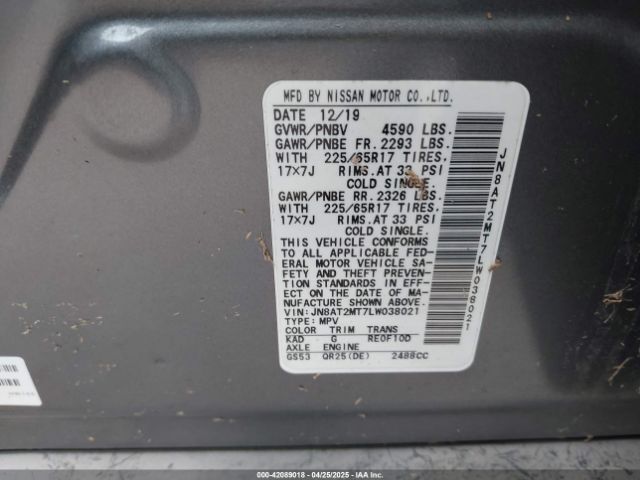 MFD BY NISSAN MOTOR CO.,LTD.
DATE 12/19
GVWR/PNBV 4590 LBS.
GAWR/PNBE FR. 2293 LBS.
WITH 225/65R17 TIRES,
17×7J RIMS, AT 33 PSI
COLD SINGLE.
GAWR/PNBE RR. 2326 LBS.
WITH 225/65R17 TIRES,
17×7J RIMS, AT 33 PSI
COLD SINGLE.
THIS VEHICLE CONFORMS
TO ALL APPLICABLE FED-
ERAL MOTOR VEHICLE SA-
FETY AND THEFT PREVEN-
TION STANDARDS IN EFF-
ECT ON THE DATE OF MA-
NUFACTURE SHOWN ABOVE.
VIN: JN8AT2MT7LW038021
TYPE: MPV
COLOR TRIM TRANS
KAD G RE0F10D
AXLE ENGINE
GS53 QR25(DE) 2488CC
JN8AT2MT7LW038021
000-42089018 - 04/25/2025 - IAAI.COM